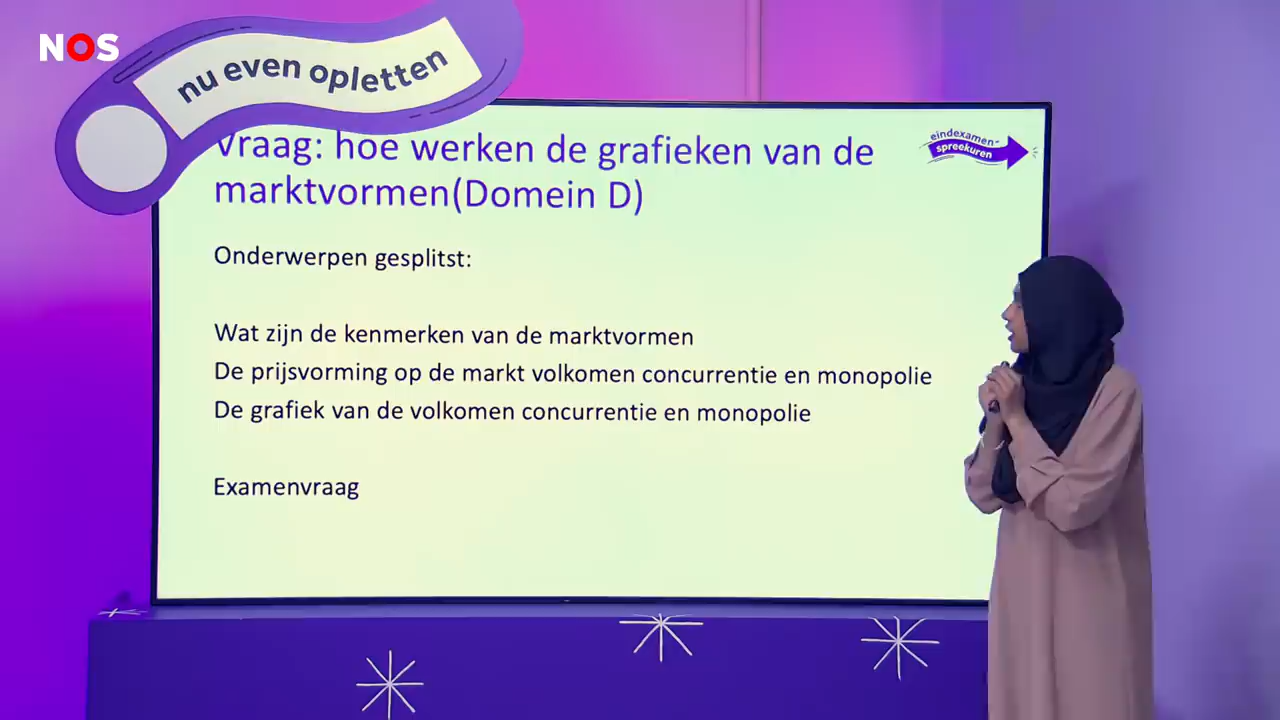 NOS
nu even opletten
eindexamen-
spreekuren
Vraag: hoe werken de grafieken van de
marktvormen(Domein D)
Onderwerpen gesplitst:
Wat zijn de kenmerken van de marktvormen
De prijsvorming op de markt volkomen concurrentie en monopolie
De grafiek van de volkomen concurrentie en monopolie
Examenvraag